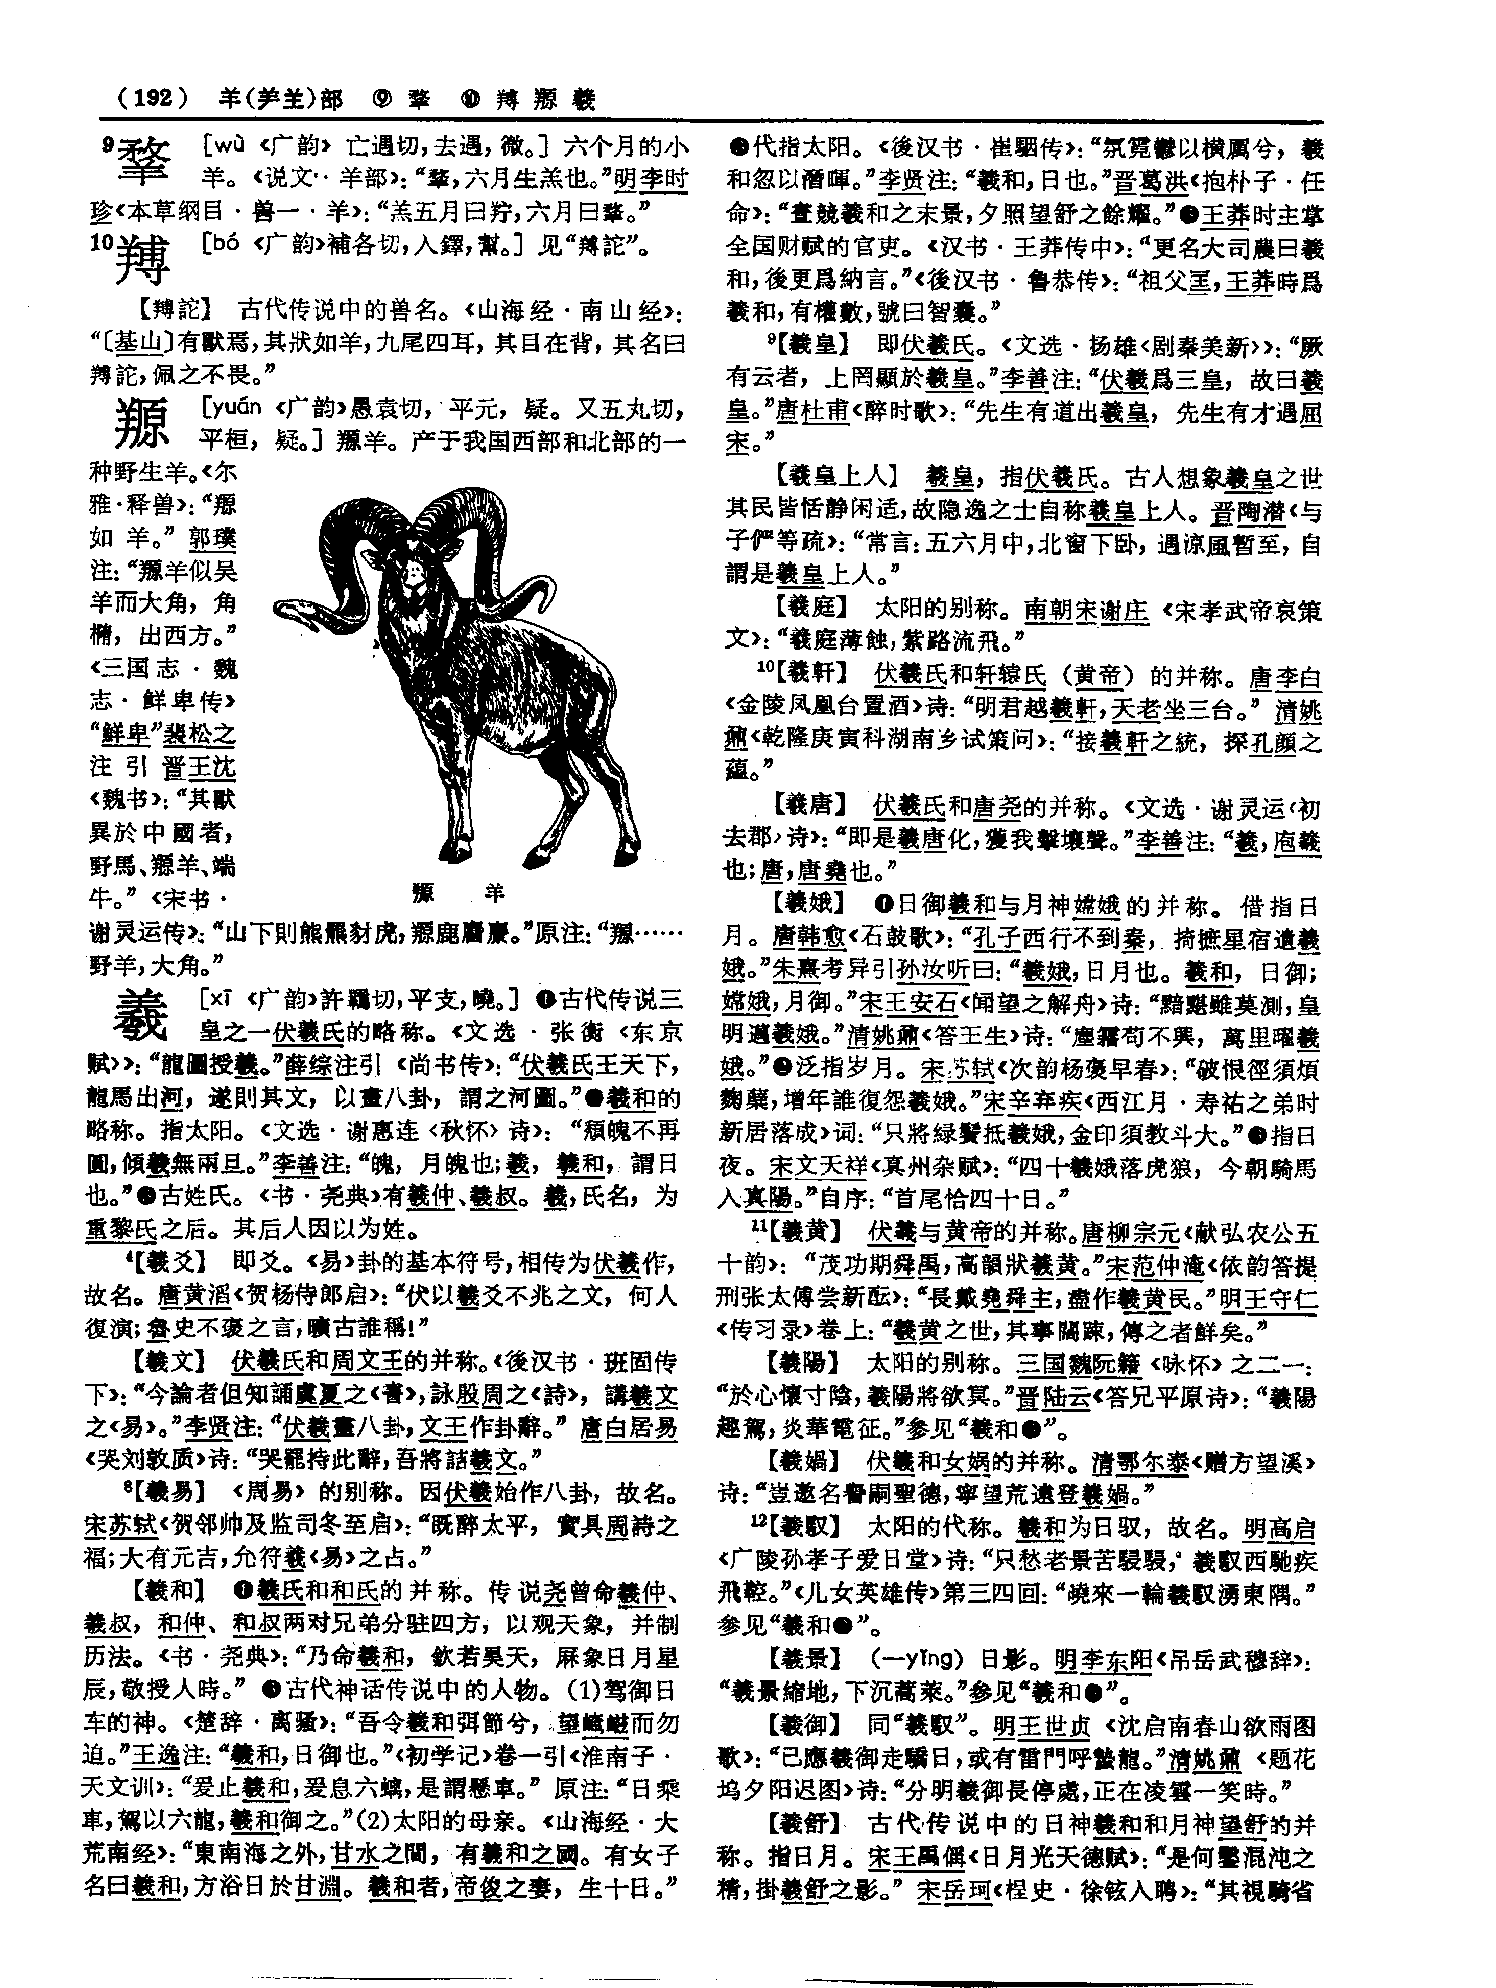 (192) 羊(⺶𦍌)部 ⑨ 羍 ⑩ 䍸 羱 羲
9 [wù 《广韵》 亡遇切,去遇,微。] 六个月的小
羊。《说文·羊部》:“,六月生羔也。”明李时
珍《本草纲目·兽一·羊》:“羔五月曰羜,六月曰。”
10 [bó 《广韵》補各切,入鐸,幫。] 见“䍸訑”。
【䍸訑】 古代传说中的兽名。《山海经·南山经》:
“〔基山〕有獸焉,其狀如羊,九尾四耳,其目在背,其名曰
䍸訑,佩之不畏。”
羱 [yuán 《广韵》愚袁切,平元,疑。又五丸切,
平桓,疑。] 羱羊。产于我国西部和北部的一
种野生羊。《尔
雅·释兽》:“羱
如羊。” 郭璞
注:“羱羊似吴
羊而大角,角
椭,出西方。”
《三国志·魏
志·鲜卑传》
“鮮卑”裴松之
注引晋王沈
《魏书》:“其獸
異於中國者,
野馬、羱羊、端
牛。”《宋书·
羱 羊
谢灵运传》:“山下則熊羆豺虎,羱鹿麕麖。”原注:“羱……
野羊,大角。”
羲 [xī 《广韵》許羈切,平支,曉。] ❶古代传说三
皇之一伏羲氏的略称。《文选·张衡〈东京
赋〉》:“龍圖授羲。”薛综注引《尚书传》:“伏羲氏王天下,
龍馬出河,遂則其文,以畫八卦,謂之河圖。”❷羲和的
略称。指太阳。《文选·谢惠连〈秋怀〉诗》:“頽魄不再
圓,傾羲無兩旦。”李善注:“魄,月魄也;羲,羲和,謂日
也。”❸古姓氏。《书·尧典》有羲仲、羲叔。羲,氏名,为
重黎氏之后。其后人因以为姓。
4【羲爻】 即爻。《易》卦的基本符号,相传为伏羲作,
故名。唐黄滔《贺杨侍郎启》:“伏以羲爻不兆之文,何人
復演;魯史不褒之言,曠古誰稱!”
【羲文】 伏羲氏和周文王的并称。《後汉书·班固传
下》:“今論者但知誦虞夏之《書》,詠殷周之《詩》,講羲文
之《易》。”李贤注:“伏羲畫八卦,文王作卦辭。” 唐白居易
《哭刘敦质》诗:“哭罷持此辭,吾將詰羲文。”
8【羲易】 《周易》的别称。因伏羲始作八卦,故名。
宋苏轼《贺邻帅及监司冬至启》:“既醉太平,實具周詩之
福;大有元吉,允符羲《易》之占。”
【羲和】 ❶羲氏和和氏的并称。传说尧曾命羲仲、
羲叔,和仲、和叔两对兄弟分驻四方,以观天象,并制
历法。《书·尧典》:“乃命羲和,欽若昊天,厤象日月星
辰,敬授人時。” ❷古代神话传说中的人物。(1)驾御日
车的神。《楚辞·离骚》:“吾令羲和弭節兮,望崦嵫而勿
迫。”王逸注:“羲和,日御也。”《初学记》卷一引《淮南子·
天文训》:“爰止羲和,爰息六螭,是謂懸車。” 原注:“日乘
車,駕以六龍,羲和御之。”(2)太阳的母亲。《山海经·大
荒南经》:“東南海之外,甘水之間,有羲和之國。有女子
名曰羲和,方浴日於甘淵。羲和者,帝俊之妻,生十日。”
❸代指太阳。《後汉书·崔駰传》:“氛霓鬱以横厲兮,羲
和忽以潛暉。”李贤注:“羲和,日也。”晋葛洪《抱朴子·任
命》:“晝競羲和之末景,夕照望舒之餘耀。”❹王莽时主掌
全国财赋的官吏。《汉书·王莽传中》:“更名大司農曰羲
和,後更爲納言。”《後汉书·鲁恭传》:“祖父匡,王莽時爲
羲和,有權數,號曰智囊。”
9【羲皇】 即伏羲氏。《文选·扬雄〈剧秦美新〉》:“厥
有云者,上罔顯於羲皇。”李善注:“伏羲爲三皇,故曰羲
皇。”唐杜甫《醉时歌》:“先生有道出羲皇,先生有才過屈
宋。”
【羲皇上人】 羲皇,指伏羲氏。古人想象羲皇之世
其民皆恬静闲适,故隐逸之士自称羲皇上人。晋陶潜《与
子俨等疏》:“常言:五六月中,北窗下卧,遇涼風暫至,自
謂是羲皇上人。”
【羲庭】 太阳的别称。南朝宋谢庄《宋孝武帝哀策
文》:“羲庭薄蝕,紫路流飛。”
10【羲軒】 伏羲氏和轩辕氏(黄帝)的并称。唐李白
《金陵凤凰台置酒》诗:“明君越羲軒,天老坐三台。” 清姚
鼐《乾隆庚寅科湖南乡试策问》:“接羲軒之統,探孔顔之
蕴。”
【羲唐】 伏羲氏和唐尧的并称。《文选·谢灵运〈初
去郡〉诗》:“即是羲唐化,獲我擊壤聲。”李善注:“羲,庖羲
也;唐,唐堯也。”
【羲娥】 ❶日御羲和与月神嫦娥的并称。借指日
月。唐韩愈《石鼓歌》:“孔子西行不到秦,掎摭星宿遺羲
娥。”朱熹考异引孙汝听曰:“羲娥,日月也。羲和,日御;
嫦娥,月御。”宋王安石《闻望之解舟》诗:“黯黮雖莫測,皇
明邁羲娥。”清姚鼐《答王生》诗:“塵霾苟不興,萬里曜羲
娥。”❷泛指岁月。宋苏轼《次韵杨褒早春》:“破恨徑須煩
麴糵,增年誰復怨羲娥。”宋辛弃疾《西江月·寿祐之弟时
新居落成》词:“只將緑鬢抵羲娥,金印須教斗大。”❸指日
夜。宋文天祥《真州杂赋》:“四十羲娥落虎狼,今朝騎馬
入真陽。”自序:“首尾恰四十日。”
11【羲黄】 伏羲与黄帝的并称。唐柳宗元《献弘农公五
十韵》:“茂功期舜禹,高韻狀羲黄。”宋范仲淹《依韵答提
刑张太傅尝新酝》:“長戴堯舜主,盡作羲黄民。”明王守仁
《传习录》卷上:“羲黄之世,其事闊踈,傳之者鮮矣。”
【羲陽】 太阳的别称。三国魏阮籍《咏怀》之二一:
“於心懷寸陰,羲陽將欲冥。”晋陆云《答兄平原诗》:“羲陽
趣駕,炎華電征。”参见“羲和❸”。
【羲媧】 伏羲和女娲的并称。清鄂尔泰《赠方望溪》
诗:“豈邀名譽嗣聖德,寧望荒遠登羲媧。”
12【羲馭】 太阳的代称。羲和为日驭,故名。明高启
《广陵孙孝子爱日堂》诗:“只愁老景苦駸駸,羲馭西馳疾
飛鞚。”《儿女英雄传》第三四回:“曉來一輪羲馭湧東隅。”
参见“羲和❷”。
【羲景】 (—yǐng) 日影。明李东阳《吊岳武穆辞》:
“羲景縮地,下沉蒿萊。”参见“羲和❸”。
【羲御】 同“羲馭”。明王世贞《沈启南春山欲雨图
歌》:“已應羲御走驕日,或有雷門呼蟄龍。”清姚鼐《题花
坞夕阳迟图》诗:“分明羲御長停處,正在凌雲一笑時。”
【羲舒】 古代传说中的日神羲和和月神望舒的并
称。指日月。宋王禹偁《日月光天德赋》:“是何鑿混沌之
精,掛羲舒之影。” 宋岳珂《桯史·徐铉入聘》:“其視騎省